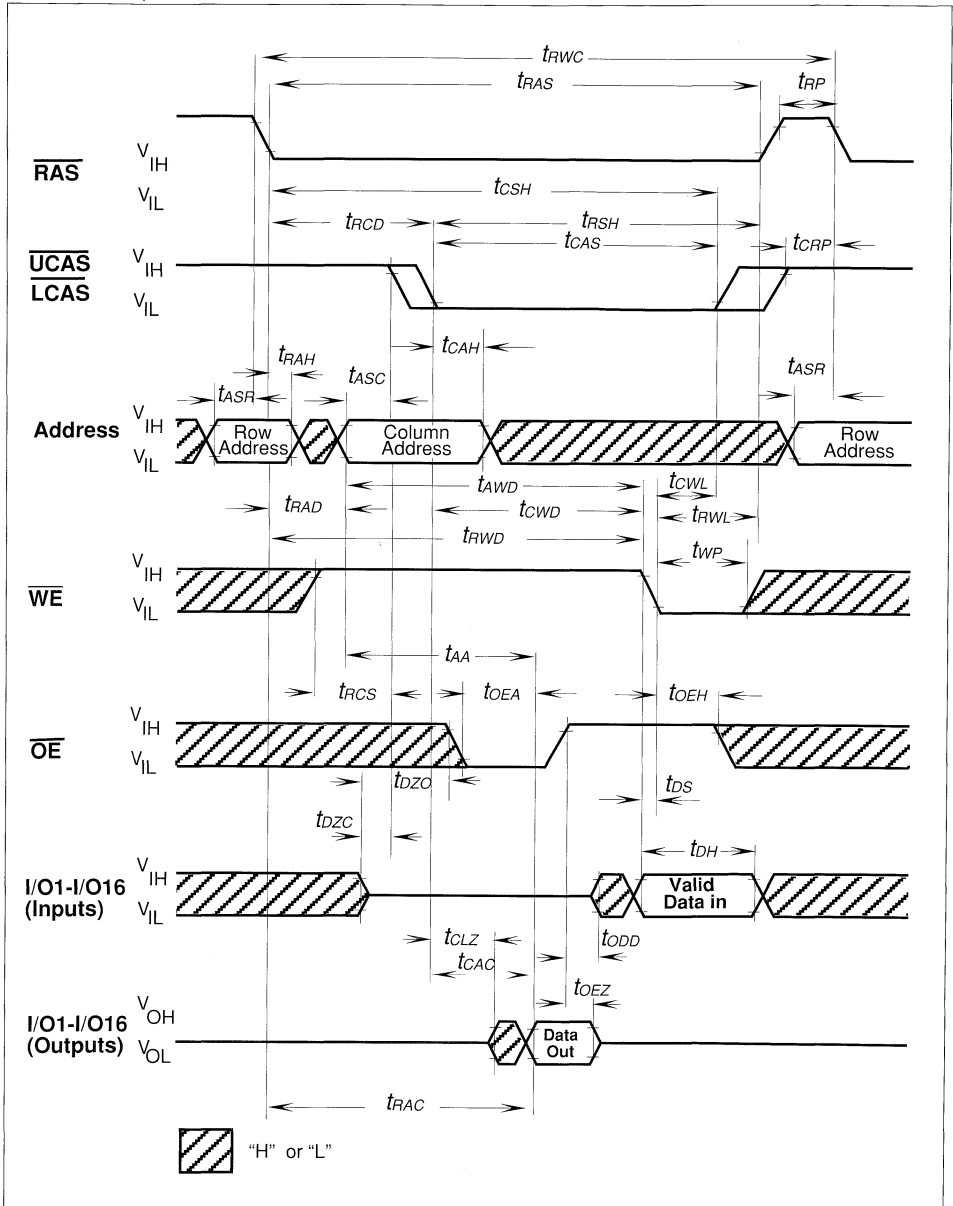 tRWC
tRAS
tRP
RAS
VIH
VIL
tCSH
tRCD
tRSH
tCAS
tCRP
UCAS
LCAS
VIH
VIL
tCAH
tRAH
tASR
tASC
tASR
Address
VIH
VIL
Row Address
Column Address
Row Address
tAWD
tCWL
tRAD
tCWD
tRWL
tRWD
tWP
WE
VIH
VIL
tAA
tRCS
tOEA
tOEH
OE
VIH
VIL
tDZO
tDS
tDZC
tDH
I/O1-I/O16
(Inputs)
VIH
VIL
Valid
Data in
tCLZ
tODD
tCAC
tOEZ
I/O1-I/O16
(Outputs)
VOH
VOL
Data
Out
tRAC
"H" or "L"